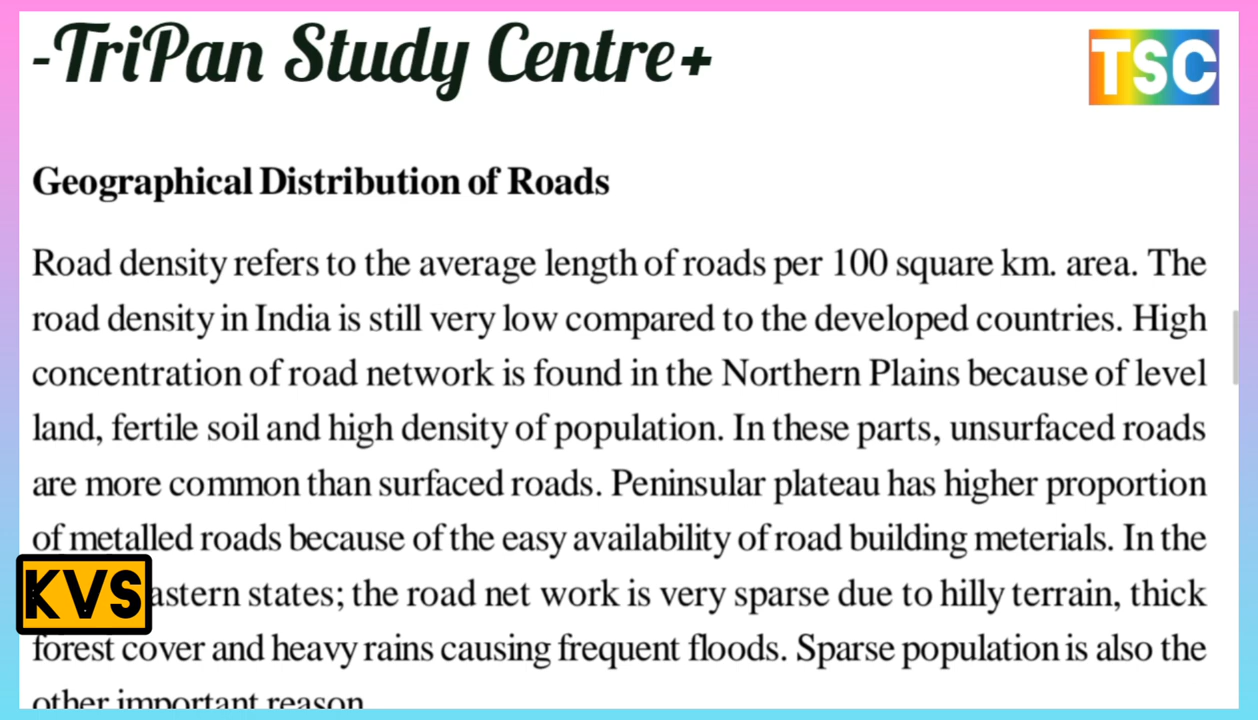 -TriPan Study Centre+
TSC
Geographical Distribution of Roads
Road density refers to the average length of roads per 100 square km. area. The
road density in India is still very low compared to the developed countries. High
concentration of road network is found in the Northern Plains because of level
land, fertile soil and high density of population. In these parts, unsurfaced roads
are more common than surfaced roads. Peninsular plateau has higher proportion
of metalled roads because of the easy availability of road building meterials. In the
KVS astern states; the road net work is very sparse due to hilly terrain, thick
forest cover and heavy rains causing frequent floods. Sparse population is also the
other important reason